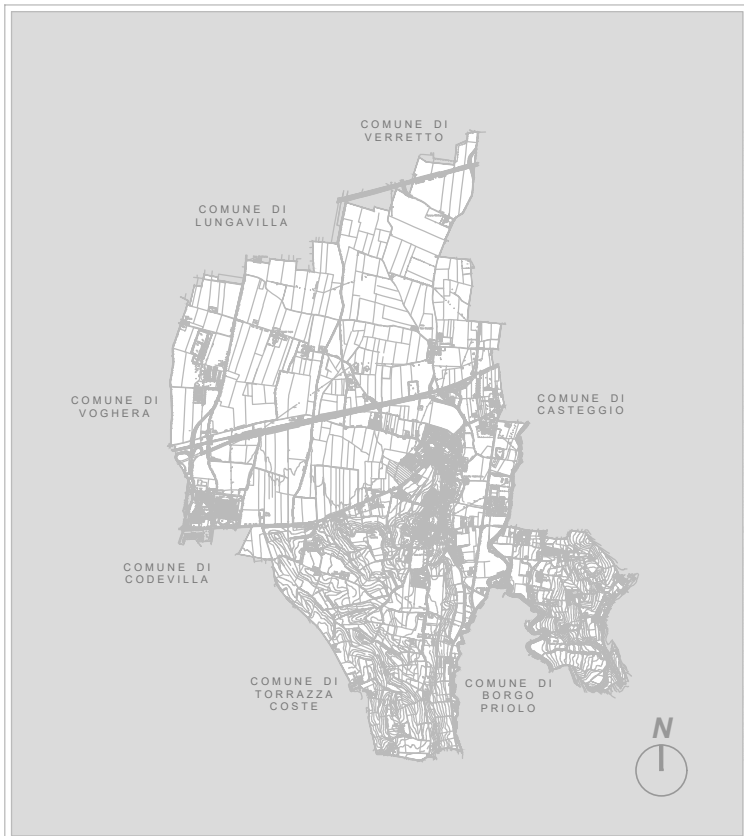 COMUNE DI
VERRETTO
COMUNE DI
LUNGAVILLA
COMUNE DI
VOGHERA
COMUNE DI
CASTEGGIO
COMUNE DI
CODEVILLA
COMUNE DI
TORRAZZA
COSTE
COMUNE DI
BORGO
PRIOLO
N